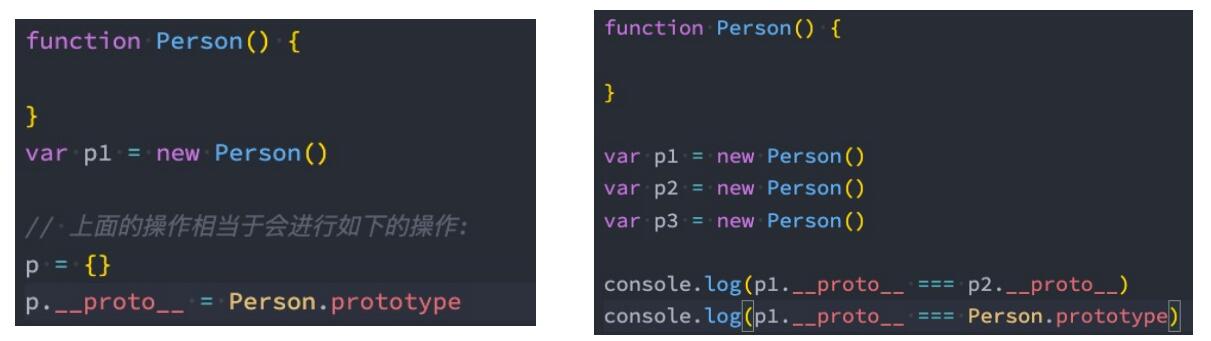 function Person() {
}
var p1 = new Person()
// 上面的操作相当于会进行如下的操作:
p = {}
p.__proto__ = Person.prototype
function Person() {
}
var p1 = new Person()
var p2 = new Person()
var p3 = new Person()
console.log(p1.__proto__ === p2.__proto__)
console.log(p1.__proto__ === Person.prototype)